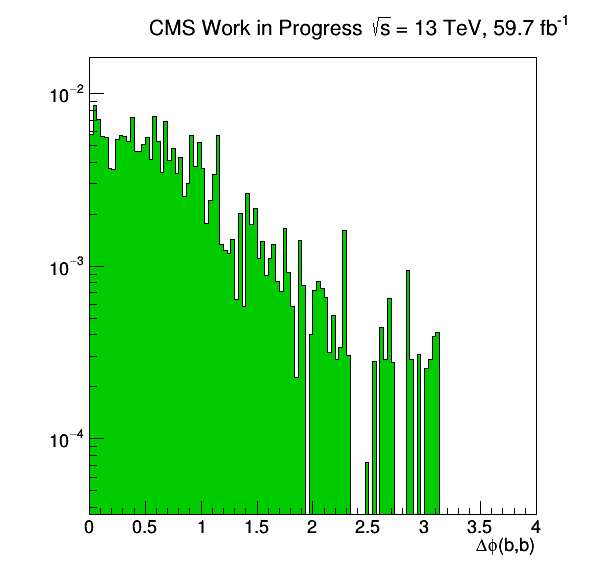 CMS Work in Progress √s = 13 TeV, 59.7 fb⁻¹
10⁻²
10⁻³
10⁻⁴
0 0.5 1 1.5 2 2.5 3 3.5 4
Δϕ(b,b)